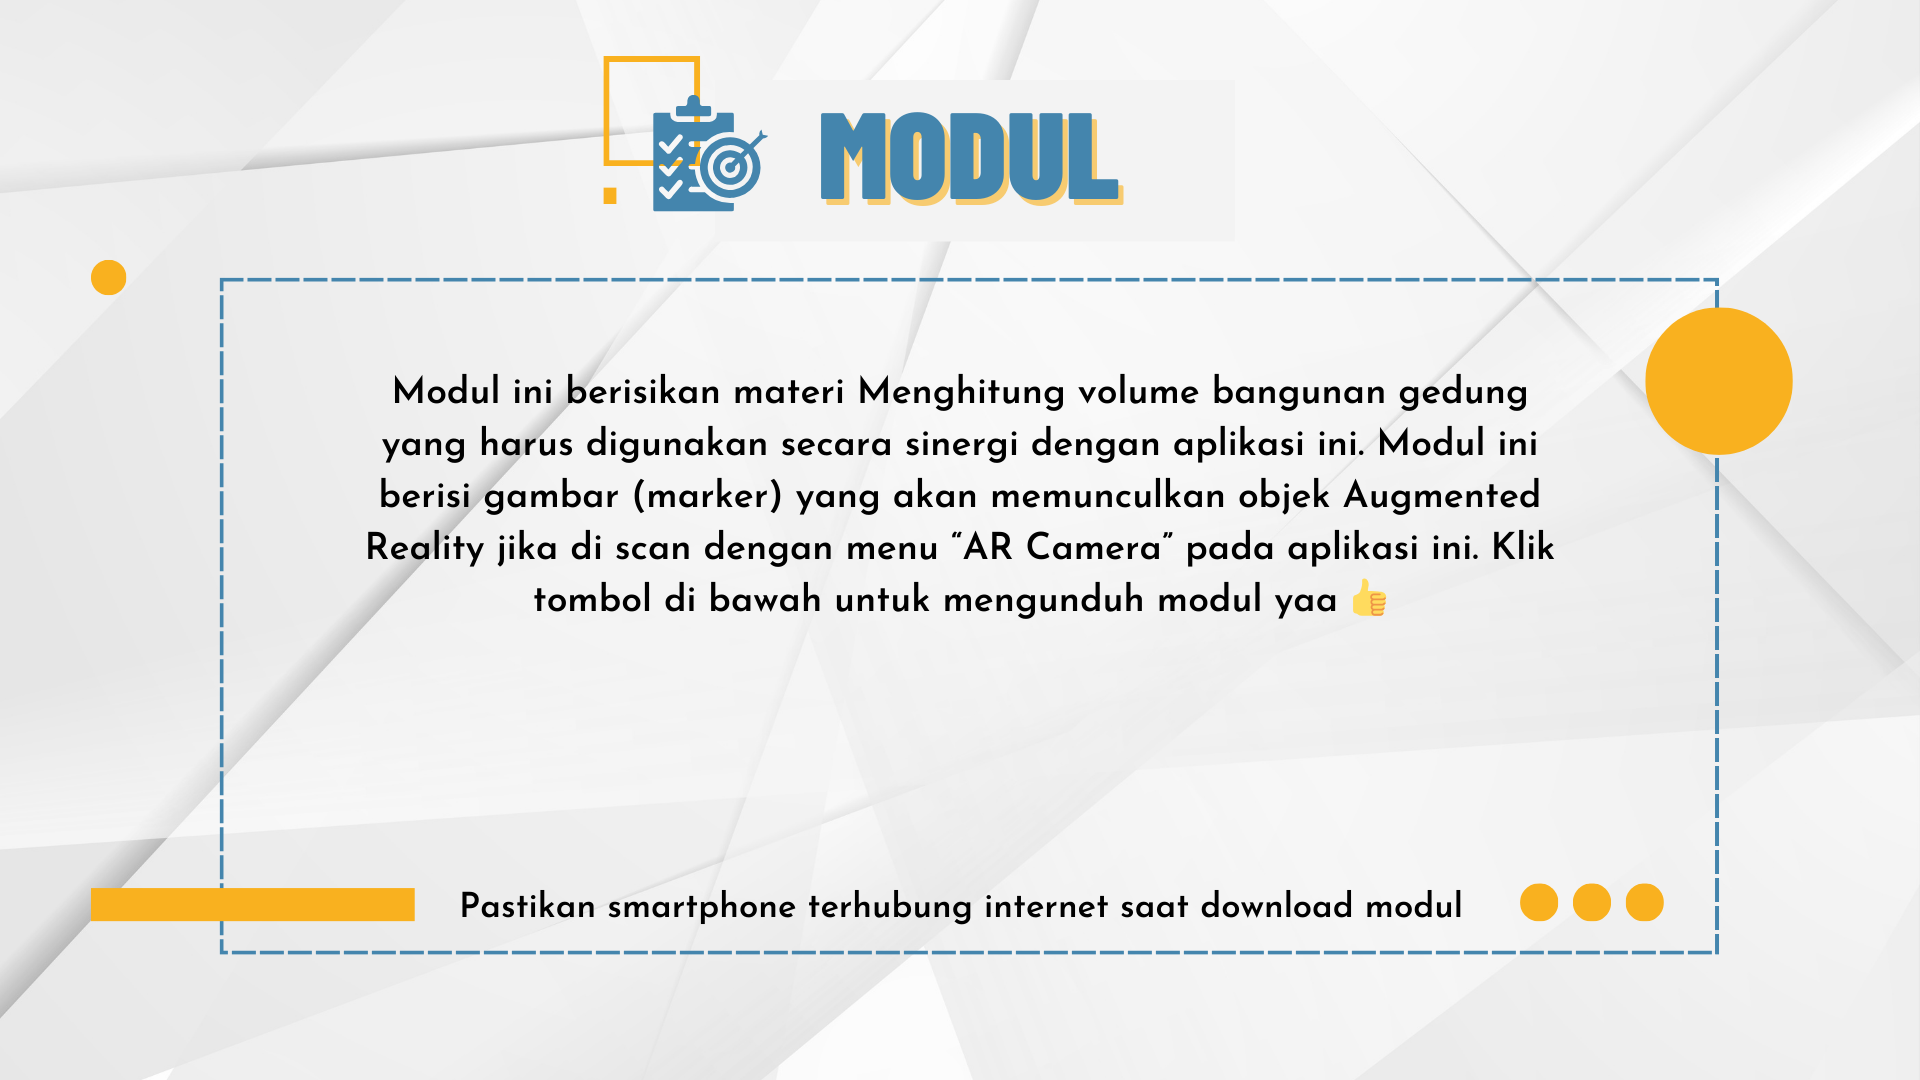 MODUL
Modul ini berisikan materi Menghitung volume bangunan gedung
yang harus digunakan secara sinergi dengan aplikasi ini. Modul ini
berisi gambar (marker) yang akan memunculkan objek Augmented
Reality jika di scan dengan menu “AR Camera” pada aplikasi ini. Klik
tombol di bawah untuk mengunduh modul yaa 👍
Pastikan smartphone terhubung internet saat download modul